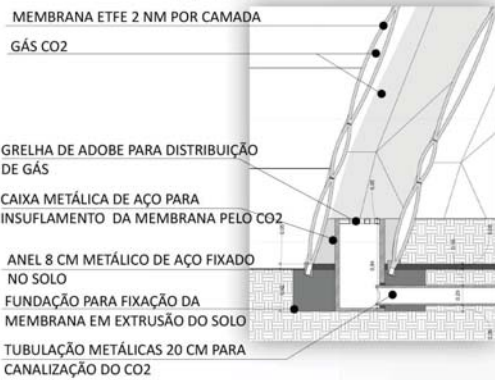 MEMBRANA ETFE 2 NM POR CAMADA
GÁS CO2
GRELHA DE ADOBE PARA DISTRIBUIÇÃO
DE GÁS
CAIXA METÁLICA DE AÇO PARA
INSUFLAMENTO DA MEMBRANA PELO CO2
ANEL 8 CM METÁLICO DE AÇO FIXADO
NO SOLO
FUNDAÇÃO PARA FIXAÇÃO DA
MEMBRANA EM EXTRUSÃO DO SOLO
TUBULAÇÃO METÁLICAS 20 CM PARA
CANALIZAÇÃO DO CO2